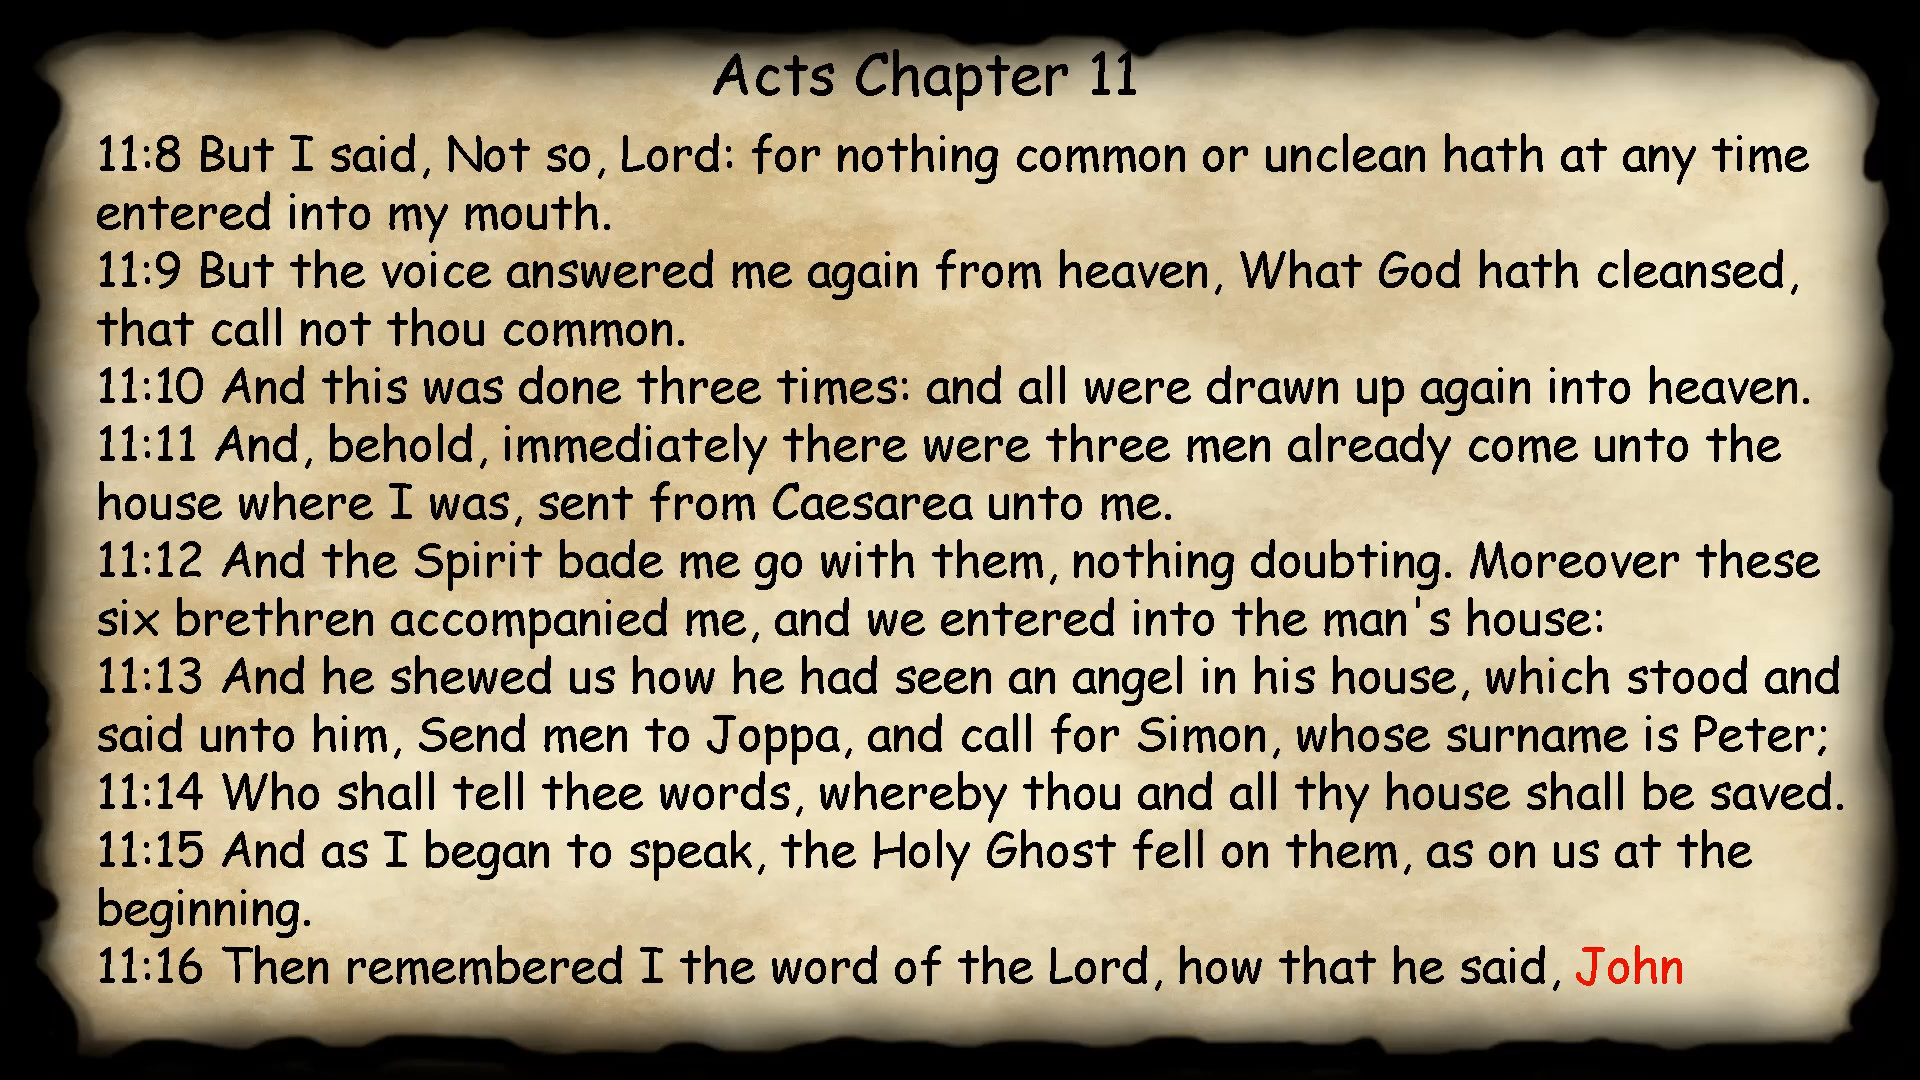 Acts Chapter 11
11:8 But I said, Not so, Lord: for nothing common or unclean hath at any time
entered into my mouth.
11:9 But the voice answered me again from heaven, What God hath cleansed,
that call not thou common.
11:10 And this was done three times: and all were drawn up again into heaven.
11:11 And, behold, immediately there were three men already come unto the
house where I was, sent from Caesarea unto me.
11:12 And the Spirit bade me go with them, nothing doubting. Moreover these
six brethren accompanied me, and we entered into the man's house:
11:13 And he shewed us how he had seen an angel in his house, which stood and
said unto him, Send men to Joppa, and call for Simon, whose surname is Peter;
11:14 Who shall tell thee words, whereby thou and all thy house shall be saved.
11:15 And as I began to speak, the Holy Ghost fell on them, as on us at the
beginning.
11:16 Then remembered I the word of the Lord, how that he said, John